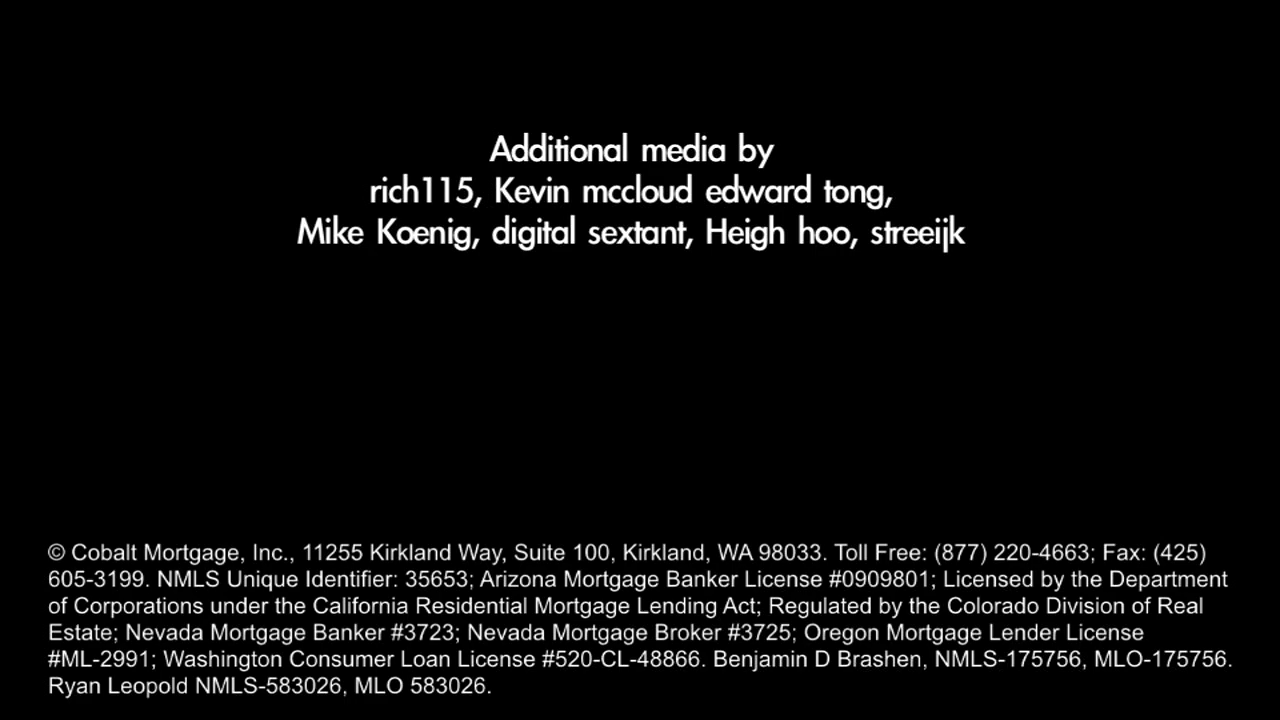 Additional media by
rich115, Kevin mccloud edward tong,
Mike Koenig, digital sextant, Heigh hoo, streeijk
© Cobalt Mortgage, Inc., 11255 Kirkland Way, Suite 100, Kirkland, WA 98033. Toll Free: (877) 220-4663; Fax: (425)
605-3199. NMLS Unique Identifier: 35653; Arizona Mortgage Banker License #0909801; Licensed by the Department
of Corporations under the California Residential Mortgage Lending Act; Regulated by the Colorado Division of Real
Estate; Nevada Mortgage Banker #3723; Nevada Mortgage Broker #3725; Oregon Mortgage Lender License
#ML-2991; Washington Consumer Loan License #520-CL-48866. Benjamin D Brashen, NMLS-175756, MLO-175756.
Ryan Leopold NMLS-583026, MLO 583026.